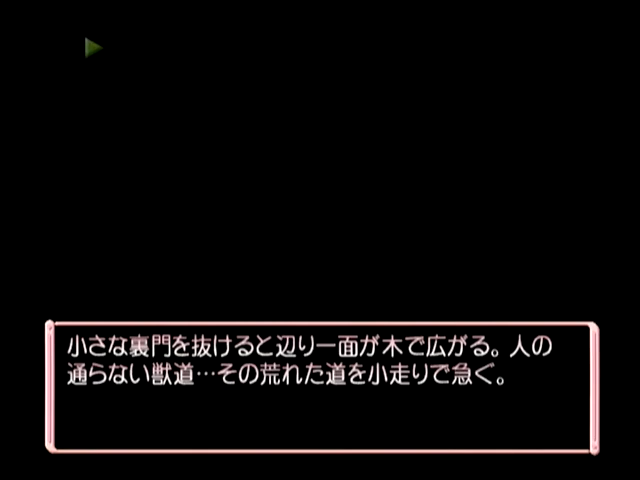 小さな裏門を抜けると辺り一面が木で広がる。人の
通らない獣道…その荒れた道を小走りで急ぐ。